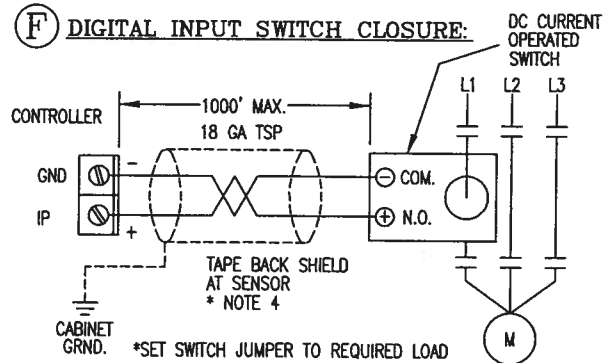 F DIGITAL INPUT SWITCH CLOSURE:
DC CURRENT
OPERATED
SWITCH
L1 L2 L3
CONTROLLER
1000' MAX.
18 GA TSP
GND -
IP +
- COM.
+ N.O.
TAPE BACK SHIELD
AT SENSOR
* NOTE 4
CABINET
GRND.
*SET SWITCH JUMPER TO REQUIRED LOAD
M